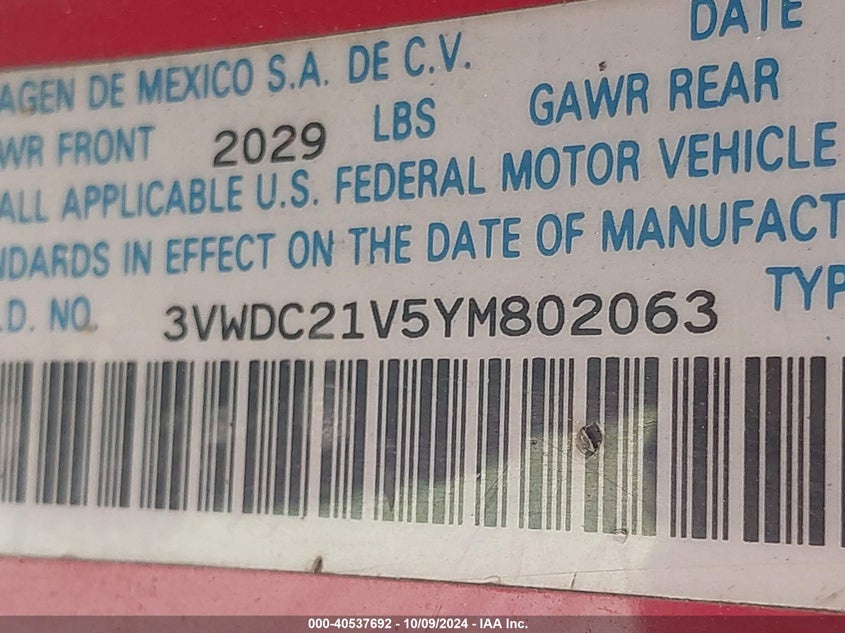 DATE
AGEN DE MEXICO S.A. DE C.V.
WR FRONT 2029 LBS GAWR REAR
ALL APPLICABLE U.S. FEDERAL MOTOR VEHICLE
NDARDS IN EFFECT ON THE DATE OF MANUFACT
.D. NO. 3VWDC21V5YM802063 TYP
000-40537692 - 10/09/2024 - IAA Inc.